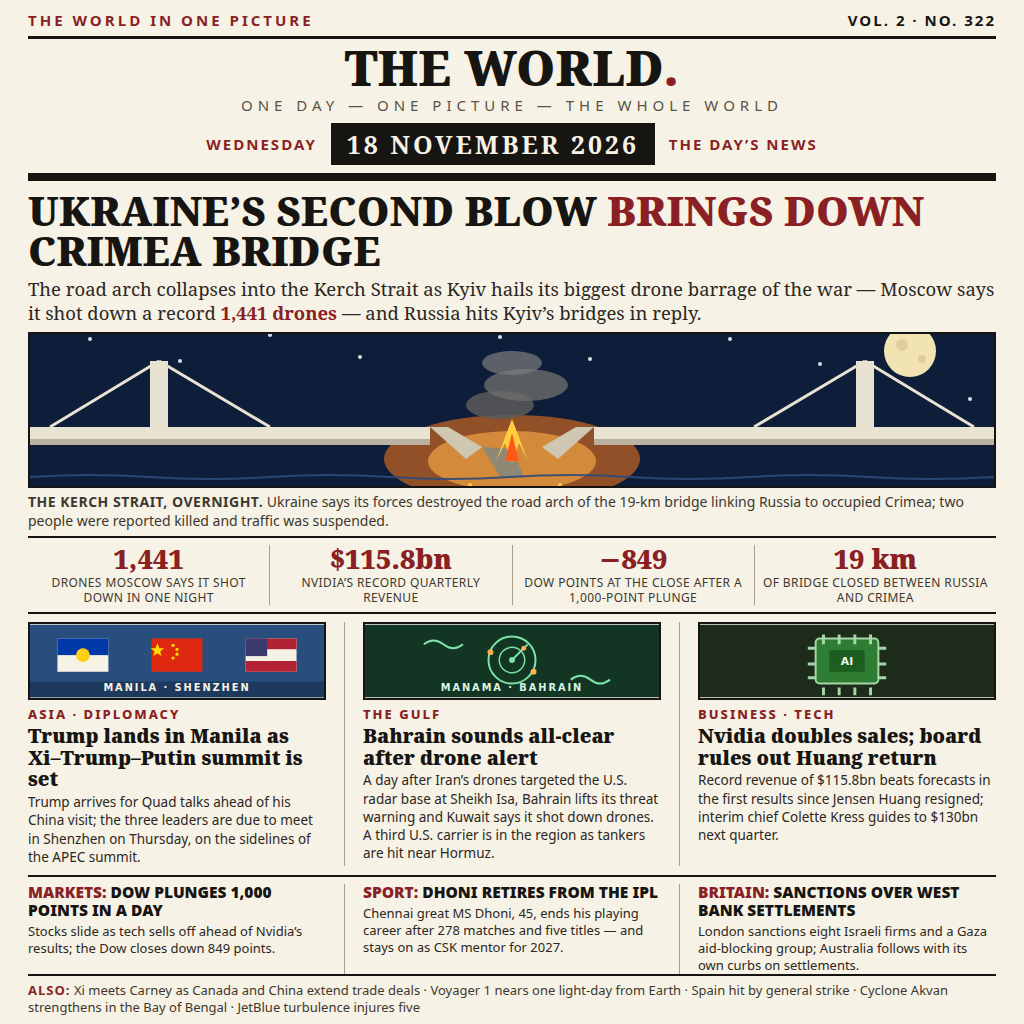 THE WORLD IN ONE PICTURE
VOL. 2 · NO. 322
THE WORLD.
ONE DAY — ONE PICTURE — THE WHOLE WORLD
WEDNESDAY
18 NOVEMBER 2026
THE DAY’S NEWS
UKRAINE’S SECOND BLOW BRINGS DOWN
CRIMEA BRIDGE
The road arch collapses into the Kerch Strait as Kyiv hails its biggest drone barrage of the war — Moscow says
it shot down a record 1,441 drones — and Russia hits Kyiv’s bridges in reply.
THE KERCH STRAIT, OVERNIGHT. Ukraine says its forces destroyed the road arch of the 19-km bridge linking Russia to occupied Crimea; two
people were reported killed and traffic was suspended.
1,441
DRONES MOSCOW SAYS IT SHOT
DOWN IN ONE NIGHT
$115.8bn
NVIDIA’S RECORD QUARTERLY
REVENUE
−849
DOW POINTS AT THE CLOSE AFTER A
1,000-POINT PLUNGE
19 km
OF BRIDGE CLOSED BETWEEN RUSSIA
AND CRIMEA
MANILA · SHENZHEN
ASIA · DIPLOMACY
Trump lands in Manila as
Xi–Trump–Putin summit is
set
Trump arrives for Quad talks ahead of his
China visit; the three leaders are due to meet
in Shenzhen on Thursday, on the sidelines of
the APEC summit.
MANAMA · BAHRAIN
THE GULF
Bahrain sounds all-clear
after drone alert
A day after Iran’s drones targeted the U.S.
radar base at Sheikh Isa, Bahrain lifts its threat
warning and Kuwait says it shot down drones.
A third U.S. carrier is in the region as tankers
are hit near Hormuz.
AI
BUSINESS · TECH
Nvidia doubles sales; board
rules out Huang return
Record revenue of $115.8bn beats forecasts in
the first results since Jensen Huang resigned;
interim chief Colette Kress guides to $130bn
next quarter.
MARKETS: DOW PLUNGES 1,000
POINTS IN A DAY
Stocks slide as tech sells off ahead of Nvidia’s
results; the Dow closes down 849 points.
SPORT: DHONI RETIRES FROM THE IPL
Chennai great MS Dhoni, 45, ends his playing
career after 278 matches and five titles — and
stays on as CSK mentor for 2027.
BRITAIN: SANCTIONS OVER WEST
BANK SETTLEMENTS
London sanctions eight Israeli firms and a Gaza
aid-blocking group; Australia follows with its
own curbs on settlements.
ALSO: Xi meets Carney as Canada and China extend trade deals · Voyager 1 nears one light-day from Earth · Spain hit by general strike · Cyclone Akvan
strengthens in the Bay of Bengal · JetBlue turbulence injures five